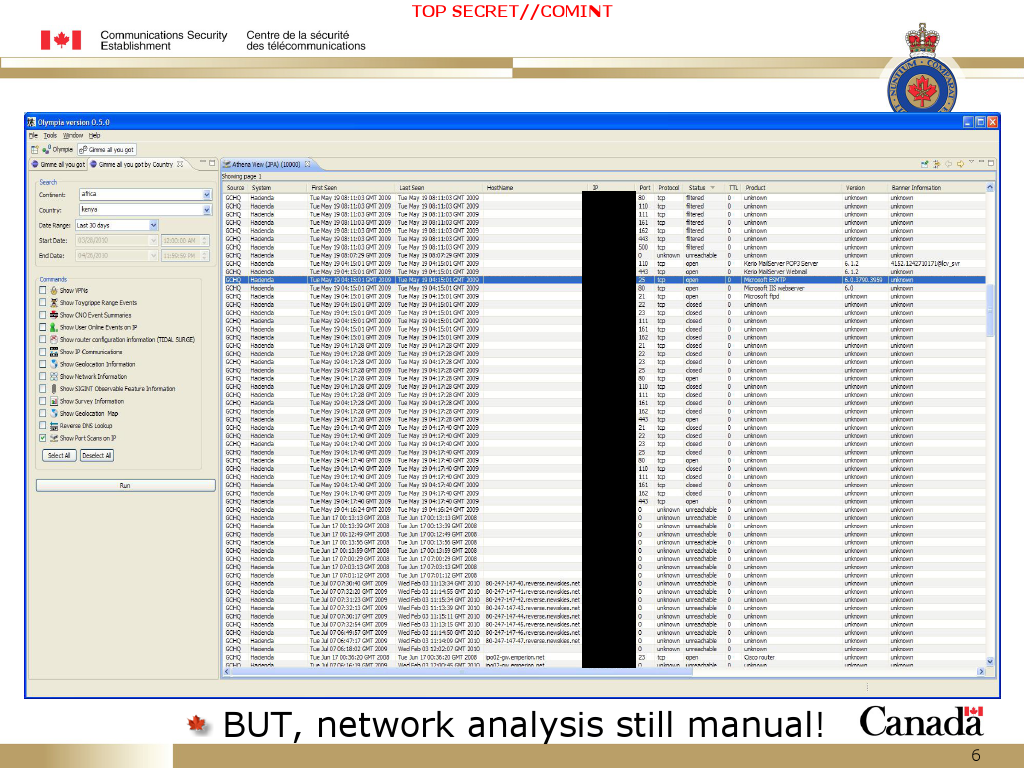 TOP SECRET//COMINT
Communications Security Establishment
Centre de la sécurité des télécommunications
Olympia version 0.5.0
File Tools Window Help
Olympia Gimme all you got
Gimme all you got Gimme all you got by Country
Search
Continent: africa
Country: kenya
Date Range: Last 30 days
Start Date: 03/26/2010 12:00:00 AM
End Date: 04/26/2010 11:59:59 PM
Commands
Show VPNs
Show Toygrippe Range Events
Show CNO Event Summaries
Show User Online Events on IP
Show router configuration information (TIDAL SURGE)
Show IP Communications
Show Geolocation Information
Show Network Information
Show SIGINT Observable Feature Information
Show Survey Information
Show Geolocation Map
Reverse DNS Lookup
Show Port Scans on IP
Select All Deselect All
Run
Athena View (JPA) (10000)
Showing page 1
Source System First Seen Last Seen HostName IP Port Protocol Status TTL Product Version Banner Information
GCHQ Hacienda Tue May 19 08:11:03 GMT 2009 Tue May 19 08:11:03 GMT 2009 80 tcp filtered 0 unknown unknown unknown
GCHQ Hacienda Tue May 19 08:11:03 GMT 2009 Tue May 19 08:11:03 GMT 2009 110 tcp filtered 0 unknown unknown unknown
GCHQ Hacienda Tue May 19 08:11:03 GMT 2009 Tue May 19 08:11:03 GMT 2009 111 tcp filtered 0 unknown unknown unknown
GCHQ Hacienda Tue May 19 08:11:03 GMT 2009 Tue May 19 08:11:03 GMT 2009 161 tcp filtered 0 unknown unknown unknown
GCHQ Hacienda Tue May 19 08:11:03 GMT 2009 Tue May 19 08:11:03 GMT 2009 162 tcp filtered 0 unknown unknown unknown
GCHQ Hacienda Tue May 19 08:11:03 GMT 2009 Tue May 19 08:11:03 GMT 2009 443 tcp filtered 0 unknown unknown unknown
GCHQ Hacienda Tue May 19 08:11:03 GMT 2009 Tue May 19 08:11:03 GMT 2009 500 tcp filtered 0 unknown unknown unknown
GCHQ Hacienda Tue May 19 08:07:29 GMT 2009 Tue May 19 08:07:29 GMT 2009 0 unknown unreachable 0 unknown unknown unknown
GCHQ Hacienda Tue May 19 04:15:01 GMT 2009 Tue May 19 04:15:01 GMT 2009 110 tcp open 0 Kerio MailServer POP3 Server 6.1.2
GCHQ Hacienda Tue May 19 04:15:01 GMT 2009 Tue May 19 04:15:01 GMT 2009 443 tcp open 0 Kerio MailServer Webmail 6.1.2 unknown
GCHQ Hacienda Tue May 19 04:15:01 GMT 2009 Tue May 19 04:15:01 GMT 2009 25 tcp open 0 Microsoft ESMTP 6.0.3790.3959 unknown
GCHQ Hacienda Tue May 19 04:15:01 GMT 2009 Tue May 19 04:15:01 GMT 2009 80 tcp open 0 Microsoft IIS webserver 6.0 unknown
GCHQ Hacienda Tue May 19 04:15:01 GMT 2009 Tue May 19 04:15:01 GMT 2009 21 tcp open 0 Microsoft ftpd unknown unknown
GCHQ Hacienda Tue May 19 04:15:01 GMT 2009 Tue May 19 04:15:01 GMT 2009 22 tcp closed 0 unknown unknown unknown
GCHQ Hacienda Tue May 19 04:15:01 GMT 2009 Tue May 19 04:15:01 GMT 2009 23 tcp closed 0 unknown unknown unknown
GCHQ Hacienda Tue May 19 04:15:01 GMT 2009 Tue May 19 04:15:01 GMT 2009 111 tcp closed 0 unknown unknown unknown
GCHQ Hacienda Tue May 19 04:15:01 GMT 2009 Tue May 19 04:15:01 GMT 2009 161 tcp closed 0 unknown unknown unknown
GCHQ Hacienda Tue May 19 04:15:01 GMT 2009 Tue May 19 04:15:01 GMT 2009 162 tcp closed 0 unknown unknown unknown
GCHQ Hacienda Tue May 19 04:17:28 GMT 2009 Tue May 19 04:17:28 GMT 2009 21 tcp closed 0 unknown unknown unknown
GCHQ Hacienda Tue May 19 04:17:28 GMT 2009 Tue May 19 04:17:28 GMT 2009 22 tcp closed 0 unknown unknown unknown
GCHQ Hacienda Tue May 19 04:17:28 GMT 2009 Tue May 19 04:17:28 GMT 2009 23 tcp closed 0 unknown unknown unknown
GCHQ Hacienda Tue May 19 04:17:28 GMT 2009 Tue May 19 04:17:28 GMT 2009 25 tcp closed 0 unknown unknown unknown
GCHQ Hacienda Tue May 19 04:17:28 GMT 2009 Tue May 19 04:17:28 GMT 2009 80 tcp open 0 unknown unknown unknown
GCHQ Hacienda Tue May 19 04:17:28 GMT 2009 Tue May 19 04:17:28 GMT 2009 110 tcp closed 0 unknown unknown unknown
GCHQ Hacienda Tue May 19 04:17:28 GMT 2009 Tue May 19 04:17:28 GMT 2009 111 tcp closed 0 unknown unknown unknown
GCHQ Hacienda Tue May 19 04:17:28 GMT 2009 Tue May 19 04:17:28 GMT 2009 161 tcp closed 0 unknown unknown unknown
GCHQ Hacienda Tue May 19 04:17:28 GMT 2009 Tue May 19 04:17:28 GMT 2009 162 tcp closed 0 unknown unknown unknown
GCHQ Hacienda Tue May 19 04:17:28 GMT 2009 Tue May 19 04:17:28 GMT 2009 443 tcp open 0 unknown unknown unknown
GCHQ Hacienda Tue May 19 04:17:40 GMT 2009 Tue May 19 04:17:40 GMT 2009 21 tcp closed 0 unknown unknown unknown
GCHQ Hacienda Tue May 19 04:17:40 GMT 2009 Tue May 19 04:17:40 GMT 2009 22 tcp closed 0 unknown unknown unknown
GCHQ Hacienda Tue May 19 04:17:40 GMT 2009 Tue May 19 04:17:40 GMT 2009 23 tcp closed 0 unknown unknown unknown
GCHQ Hacienda Tue May 19 04:17:40 GMT 2009 Tue May 19 04:17:40 GMT 2009 25 tcp closed 0 unknown unknown unknown
GCHQ Hacienda Tue May 19 04:17:40 GMT 2009 Tue May 19 04:17:40 GMT 2009 80 tcp open 0 unknown unknown unknown
GCHQ Hacienda Tue May 19 04:17:40 GMT 2009 Tue May 19 04:17:40 GMT 2009 110 tcp closed 0 unknown unknown unknown
GCHQ Hacienda Tue May 19 04:17:40 GMT 2009 Tue May 19 04:17:40 GMT 2009 111 tcp closed 0 unknown unknown unknown
GCHQ Hacienda Tue May 19 04:17:40 GMT 2009 Tue May 19 04:17:40 GMT 2009 161 tcp closed 0 unknown unknown unknown
GCHQ Hacienda Tue May 19 04:17:40 GMT 2009 Tue May 19 04:17:40 GMT 2009 162 tcp closed 0 unknown unknown unknown
GCHQ Hacienda Tue May 19 04:17:40 GMT 2009 Tue May 19 04:17:40 GMT 2009 443 tcp open 0 unknown unknown unknown
GCHQ Hacienda Tue May 19 04:16:24 GMT 2009 Tue May 19 04:16:24 GMT 2009 0 unknown unreachable 0 unknown unknown unknown
GCHQ Hacienda Tue Jun 17 00:13:13 GMT 2008 Tue Jun 17 00:13:13 GMT 2008 0 unknown unreachable 0 unknown unknown unknown
GCHQ Hacienda Tue Jun 17 00:13:39 GMT 2008 Tue Jun 17 00:13:39 GMT 2008 0 unknown unreachable 0 unknown unknown unknown
GCHQ Hacienda Tue Jun 17 00:12:49 GMT 2008 Tue Jun 17 00:12:49 GMT 2008 0 unknown unreachable 0 unknown unknown unknown
GCHQ Hacienda Tue Jun 17 00:13:56 GMT 2008 Tue Jun 17 00:13:56 GMT 2008 0 unknown unreachable 0 unknown unknown unknown
GCHQ Hacienda Tue Jun 17 00:13:59 GMT 2008 Tue Jun 17 00:13:59 GMT 2008 0 unknown unreachable 0 unknown unknown unknown
GCHQ Hacienda Tue Jun 17 07:00:29 GMT 2008 Tue Jun 17 07:00:29 GMT 2008 0 unknown unreachable 0 unknown unknown unknown
GCHQ Hacienda Tue Jun 17 07:03:13 GMT 2008 Tue Jun 17 07:03:13 GMT 2008 0 unknown unreachable 0 unknown unknown unknown
GCHQ Hacienda Tue Jun 17 07:01:12 GMT 2008 Tue Jun 17 07:01:12 GMT 2008 0 unknown unreachable 0 unknown unknown unknown
GCHQ Hacienda Tue Jul 07 07:30:40 GMT 2009 Wed Feb 03 11:13:34 GMT 2010 80-247-147-40.reverse.newskies.net 0 unknown unreachable 0 unknown unknown unknown
GCHQ Hacienda Tue Jul 07 07:32:20 GMT 2009 Wed Feb 03 11:14:55 GMT 2010 80-247-147-41.reverse.newskies.net 0 unknown unreachable 0 unknown unknown unknown
GCHQ Hacienda Tue Jul 07 07:31:23 GMT 2009 Wed Feb 03 11:15:34 GMT 2010 80-247-147-42.reverse.newskies.net 0 unknown unreachable 0 unknown unknown unknown
GCHQ Hacienda Tue Jul 07 07:32:13 GMT 2009 Wed Feb 03 11:13:39 GMT 2010 80-247-147-43.reverse.newskies.net 0 unknown unreachable 0 unknown unknown unknown
GCHQ Hacienda Tue Jul 07 07:30:17 GMT 2009 Wed Feb 03 11:15:11 GMT 2010 80-247-147-44.reverse.newskies.net 0 unknown unreachable 0 unknown unknown unknown
GCHQ Hacienda Tue Jul 07 07:32:54 GMT 2009 Wed Feb 03 11:13:15 GMT 2010 80-247-147-45.reverse.newskies.net 0 unknown unreachable 0 unknown unknown unknown
GCHQ Hacienda Tue Jul 07 06:49:57 GMT 2009 Wed Feb 03 11:14:50 GMT 2010 80-247-147-46.reverse.newskies.net 0 unknown unreachable 0 unknown unknown unknown
GCHQ Hacienda Tue Jul 07 06:47:17 GMT 2009 Wed Feb 03 11:14:09 GMT 2010 80-247-147-47.reverse.newskies.net 0 unknown unreachable 0 unknown unknown unknown
GCHQ Hacienda Tue Jul 07 06:18:02 GMT 2009 Wed Feb 03 12:02:07 GMT 2010 0 unknown unreachable 0 unknown unknown unknown
GCHQ Hacienda Tue Jun 17 00:36:20 GMT 2008 Tue Jun 17 00:36:20 GMT 2008 ipa02-gw.emperion.net 23 tcp open 0 Cisco router unknown unknown
BUT, network analysis still manual!
Canada
6